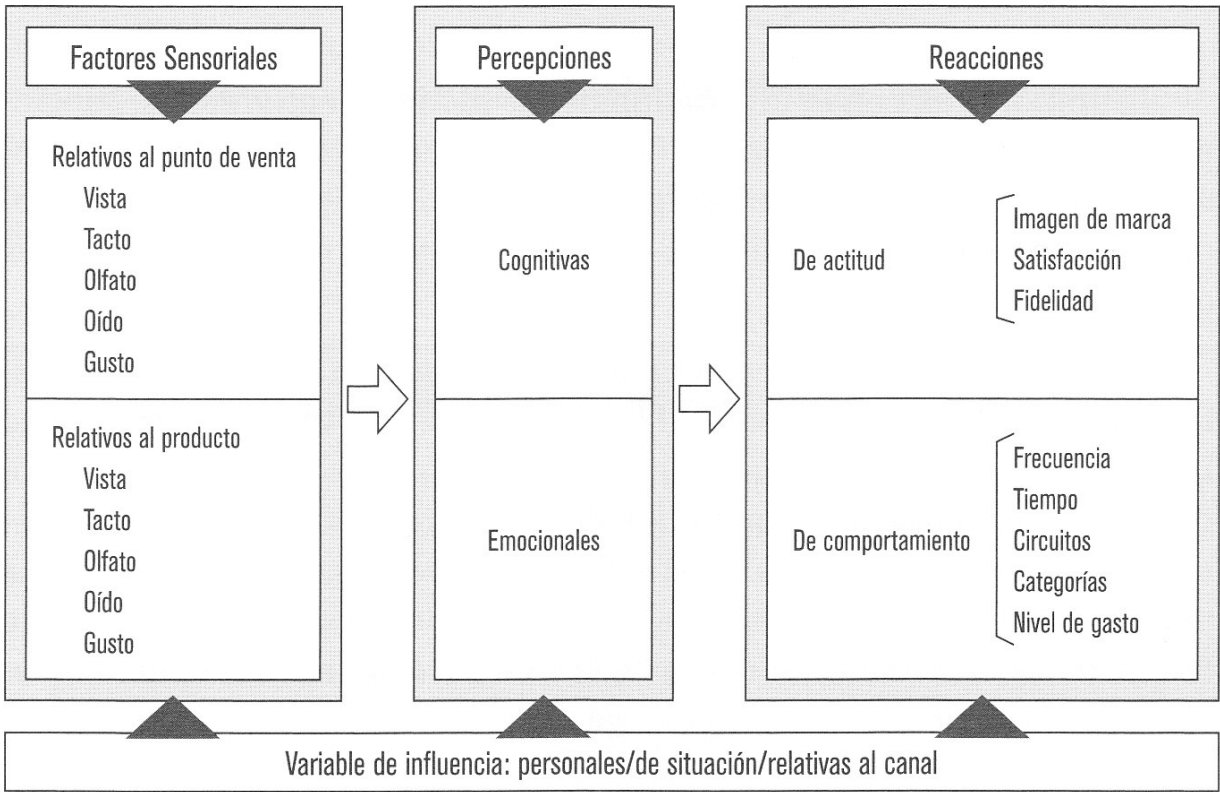 Factores Sensoriales
Relativos al punto de venta
Vista
Tacto
Olfato
Oído
Gusto
Relativos al producto
Vista
Tacto
Olfato
Oído
Gusto
Percepciones
Cognitivas
Emocionales
Reacciones
De actitud
Imagen de marca
Satisfacción
Fidelidad
De comportamiento
Frecuencia
Tiempo
Circuitos
Categorías
Nivel de gasto
Variable de influencia: personales/de situación/relativas al canal